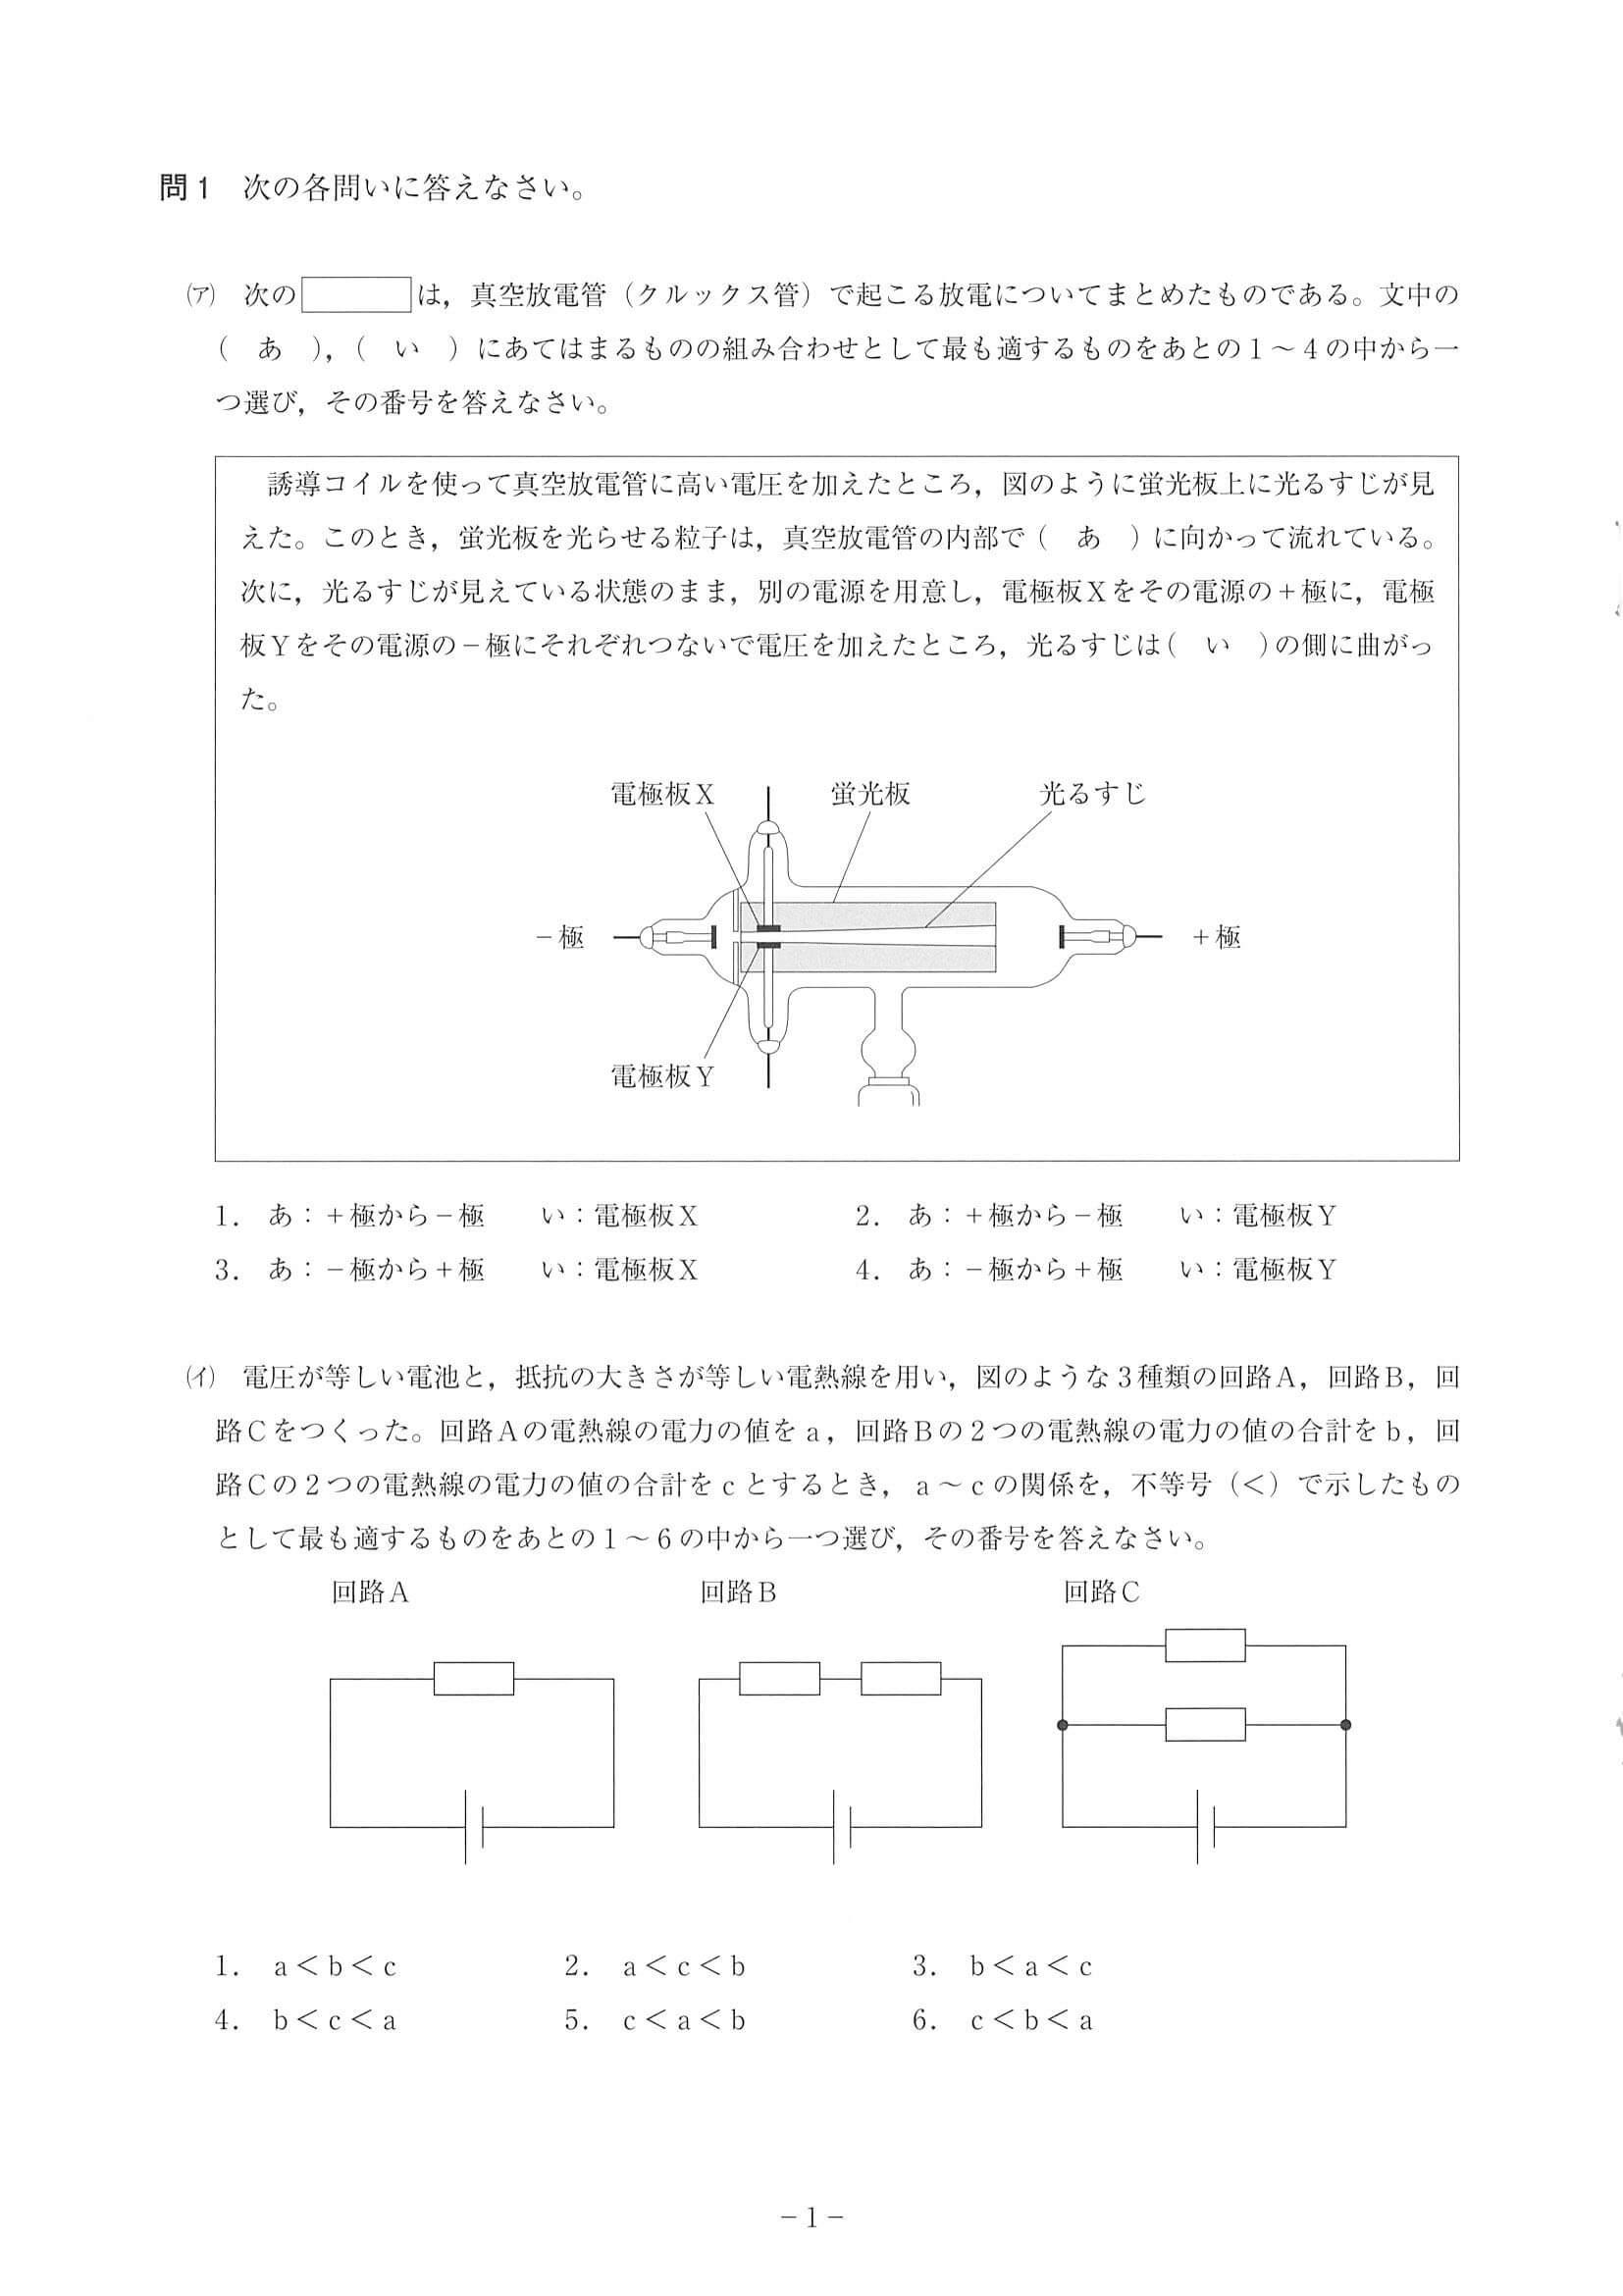 問1　次の各問いに答えなさい。
(ア)　次の　　　　は，真空放電管（クルックス管）で起こる放電についてまとめたものである。文中の
（　あ　），（　い　）にあてはまるものの組み合わせとして最も適するものをあとの1～4の中から一
つ選び，その番号を答えなさい。
誘導コイルを使って真空放電管に高い電圧を加えたところ，図のように蛍光板上に光るすじが見
えた。このとき，蛍光板を光らせる粒子は，真空放電管の内部で（　あ　）に向かって流れている。
次に，光るすじが見えている状態のまま，別の電源を用意し，電極板Xをその電源の＋極に，電極
板Yをその電源の－極にそれぞれつないで電圧を加えたところ，光るすじは（　い　）の側に曲がっ
た。
電極板X　蛍光板　光るすじ
－極　＋極
電極板Y
1．　あ：＋極から－極　　い：電極板X　　2．　あ：＋極から－極　　い：電極板Y
3．　あ：－極から＋極　　い：電極板X　　4．　あ：－極から＋極　　い：電極板Y
(イ)　電圧が等しい電池と，抵抗の大きさが等しい電熱線を用い，図のような3種類の回路A，回路B，回
路Cをつくった。回路Aの電熱線の電力の値をa，回路Bの2つの電熱線の電力の値の合計をb，回
路Cの2つの電熱線の電力の値の合計をcとするとき，a～cの関係を，不等号（＜）で示したもの
として最も適するものをあとの1～6の中から一つ選び，その番号を答えなさい。
回路A　回路B　回路C
1．　a＜b＜c　　2．　a＜c＜b　　3．　b＜a＜c
4．　b＜c＜a　　5．　c＜a＜b　　6．　c＜b＜a
－1－